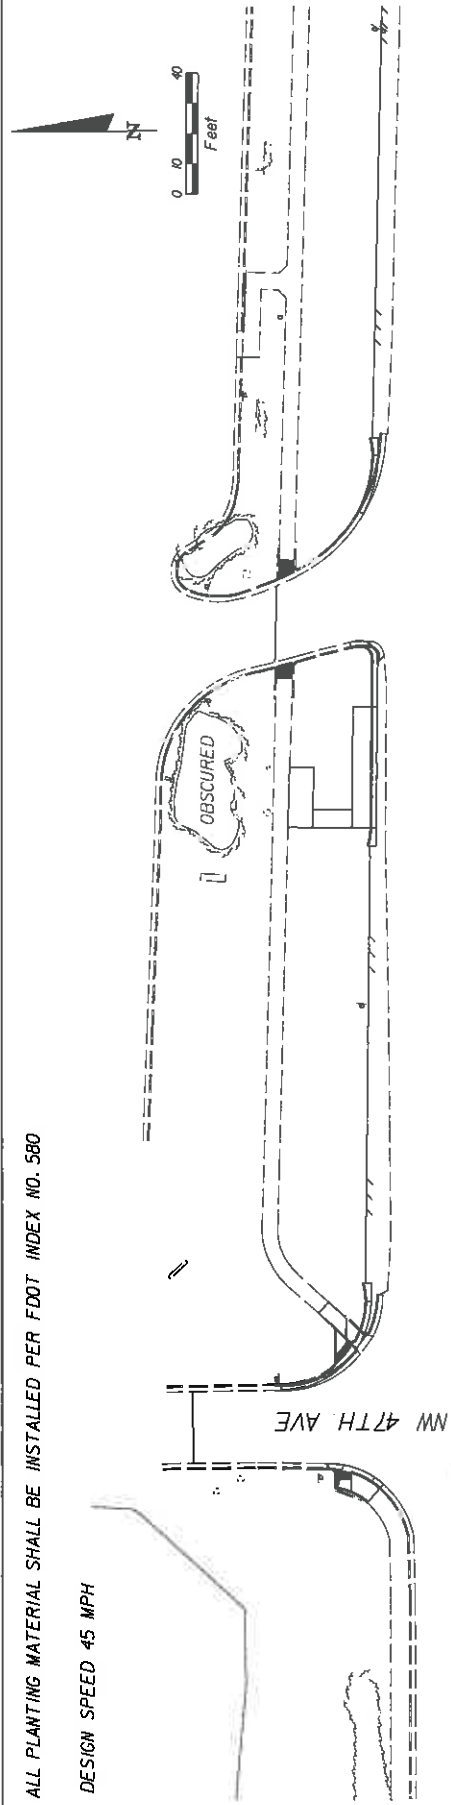 ALL PLANTING MATERIAL SHALL BE INSTALLED PER FDOT INDEX NO. 580
DESIGN SPEED 45 MPH
N
0 10 40
Feet
OBSCURED
NW 47TH AVE